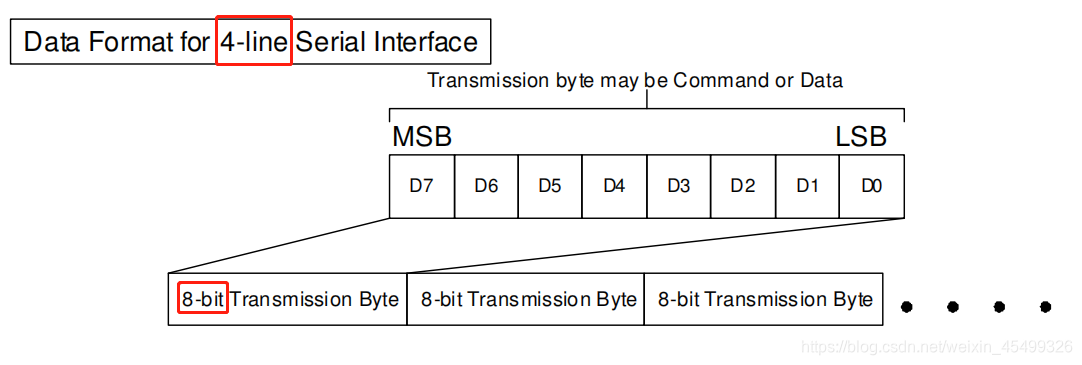 Data Format for 4-line Serial Interface
Transmission byte may be Command or Data
MSB LSB
D7 D6 D5 D4 D3 D2 D1 D0
8-bit Transmission Byte 8-bit Transmission Byte 8-bit Transmission Byte
https://blog.csdn.net/weixin_45499326